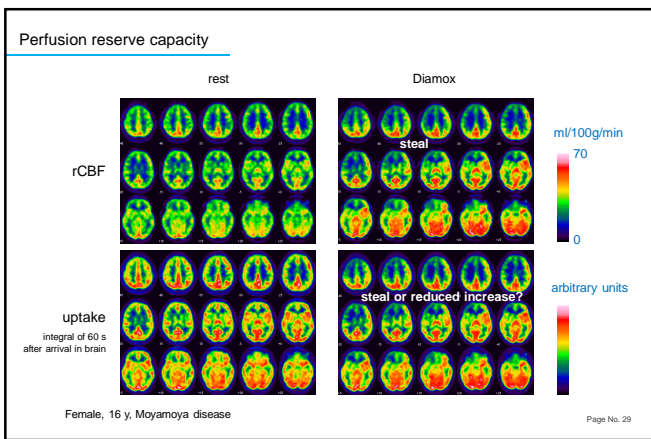 Perfusion reserve capacity
rest
Diamox
rCBF
steal
ml/100g/min
70
0
uptake
integral of 60 s
after arrival in brain
steal or reduced increase?
arbitrary units
Female, 16 y, Moyamoya disease
Page No. 29